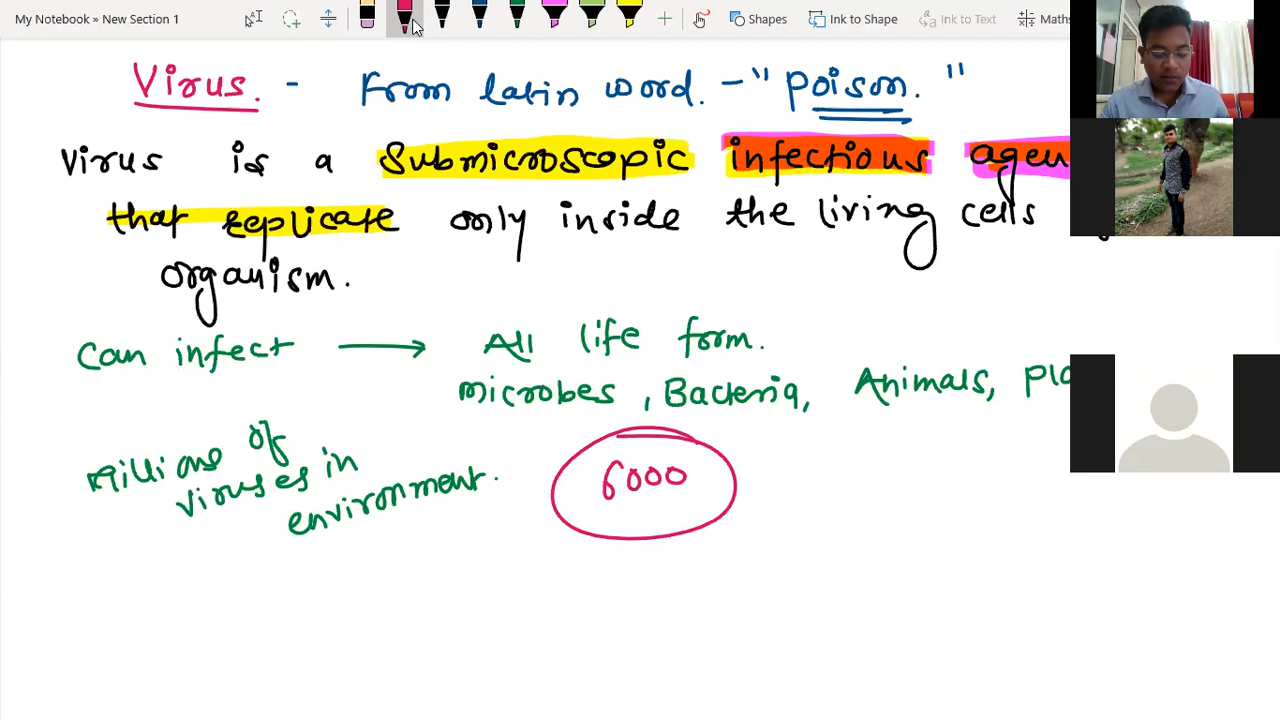 My Notebook » New Section 1
Shapes Ink to Shape Ink to Text Maths
Virus. - From latin word. - "poison."
Virus is a Submicroscopic infectious agen
that replicate only inside the living cells
organism.
Can infect → All life form.
Microbes, Bacteria, Animals, Pla
Millions of
viruses in
environment.
6000